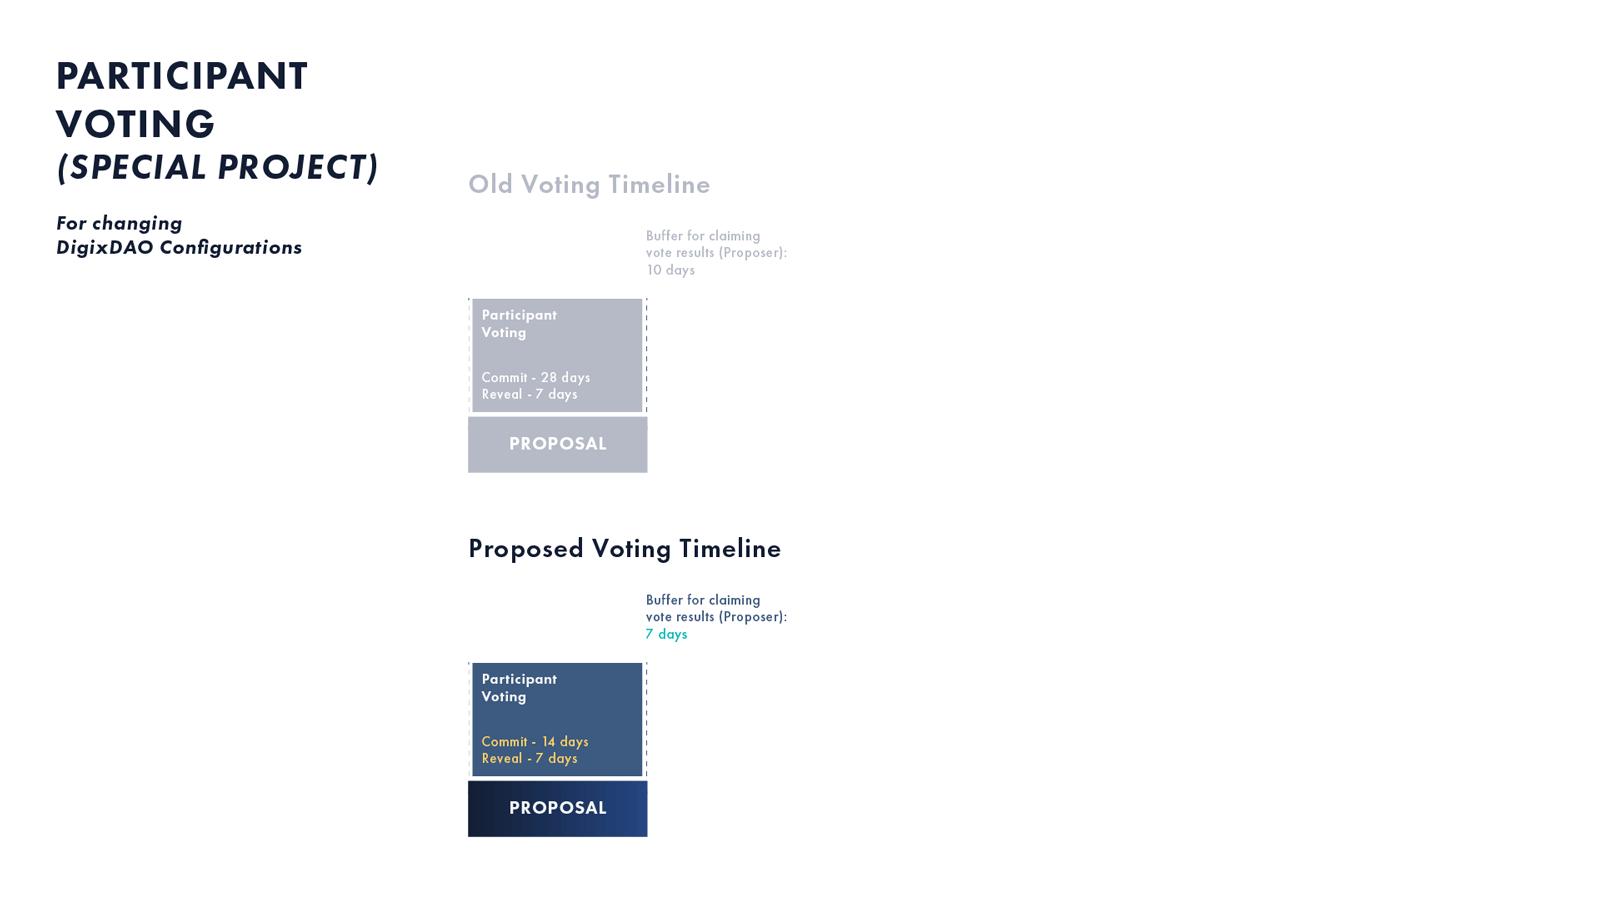 PARTICIPANT
VOTING
(SPECIAL PROJECT)
For changing
DigixDAO Configurations
Old Voting Timeline
Buffer for claiming
vote results (Proposer):
10 days
Participant
Voting
Commit - 28 days
Reveal - 7 days
PROPOSAL
Proposed Voting Timeline
Buffer for claiming
vote results (Proposer):
7 days
Participant
Voting
Commit - 14 days
Reveal - 7 days
PROPOSAL